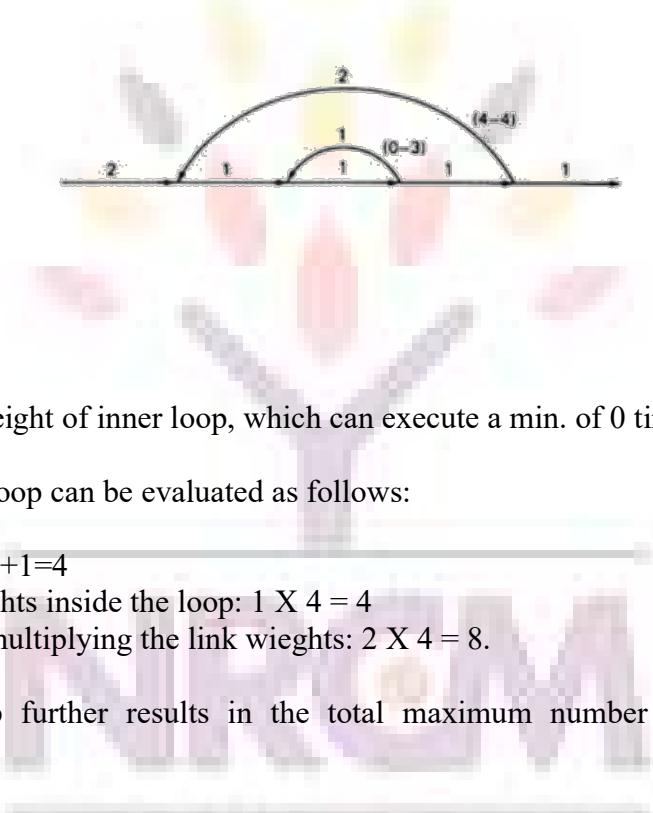 2
(4–4)
1
(0–3)
2 1 1 1 1
eight of inner loop, which can execute a min. of 0 ti
oop can be evaluated as follows:
+1=4
hts inside the loop: 1 X 4 = 4
multiplying the link wieghts: 2 X 4 = 8.
further results in the total maximum number
NRCM